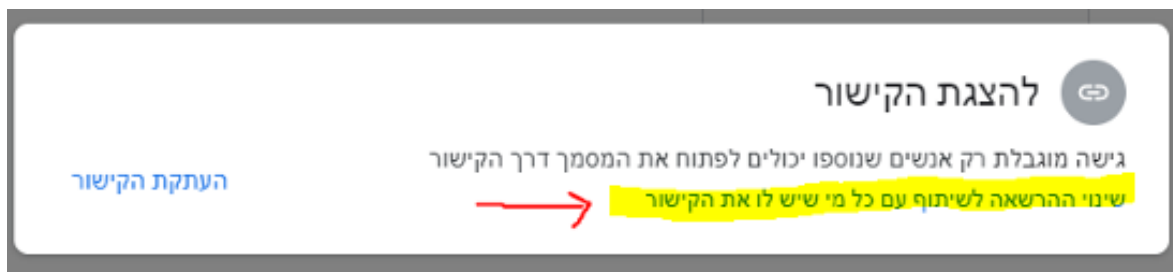 להצגת הקישור
גישה מוגבלת רק אנשים שנוספו יכולים לפתוח את המסמך דרך הקישור
שינוי ההרשאה לשיתוף עם כל מי שיש לו את הקישור
העתקת הקישור